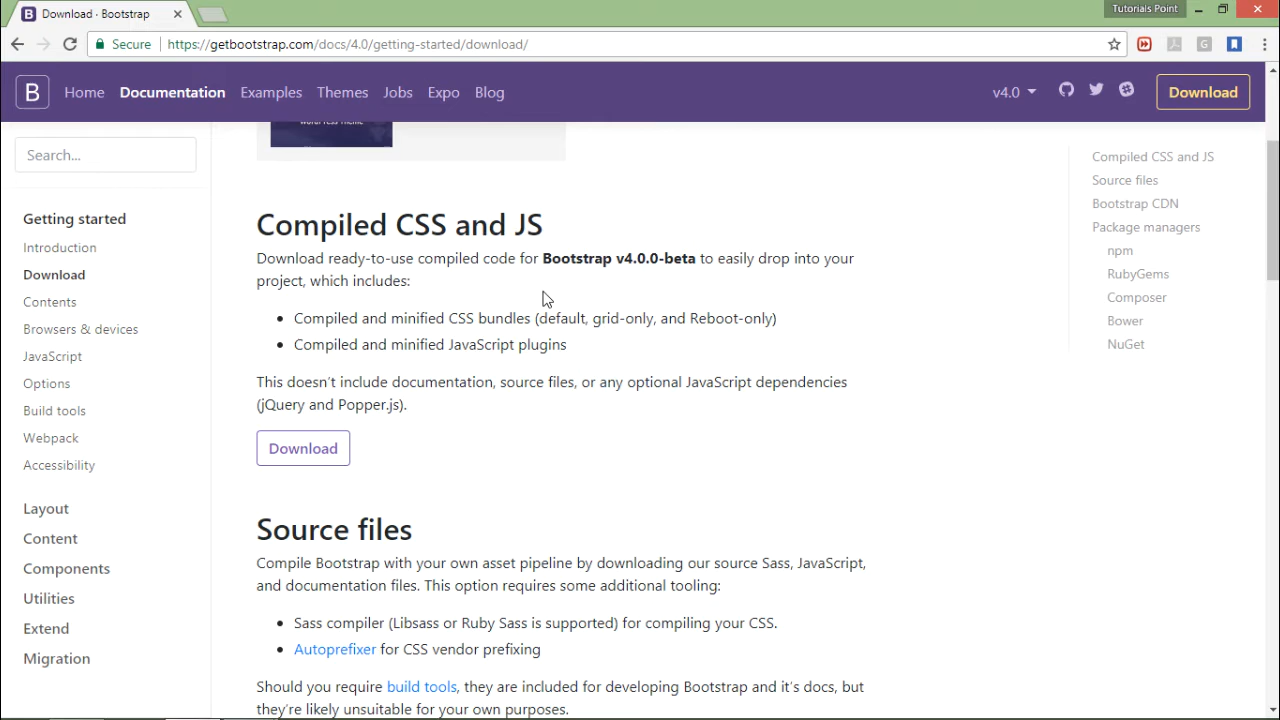 Download · Bootstrap
Tutorials Point
Secure
https://getbootstrap.com/docs/4.0/getting-started/download/
B
Home
Documentation
Examples
Themes
Jobs
Expo
Blog
v4.0
Download
WORDPRESS THEME
Search...
Getting started
Introduction
Download
Contents
Browsers & devices
JavaScript
Options
Build tools
Webpack
Accessibility
Layout
Content
Components
Utilities
Extend
Migration
Compiled CSS and JS
Download ready-to-use compiled code for Bootstrap v4.0.0-beta to easily drop into your
project, which includes:
• Compiled and minified CSS bundles (default, grid-only, and Reboot-only)
• Compiled and minified JavaScript plugins
This doesn't include documentation, source files, or any optional JavaScript dependencies
(jQuery and Popper.js).
Download
Source files
Compile Bootstrap with your own asset pipeline by downloading our source Sass, JavaScript,
and documentation files. This option requires some additional tooling:
• Sass compiler (Libsass or Ruby Sass is supported) for compiling your CSS.
• Autoprefixer for CSS vendor prefixing
Should you require build tools, they are included for developing Bootstrap and it's docs, but
they're likely unsuitable for your own purposes.
Compiled CSS and JS
Source files
Bootstrap CDN
Package managers
npm
RubyGems
Composer
Bower
NuGet